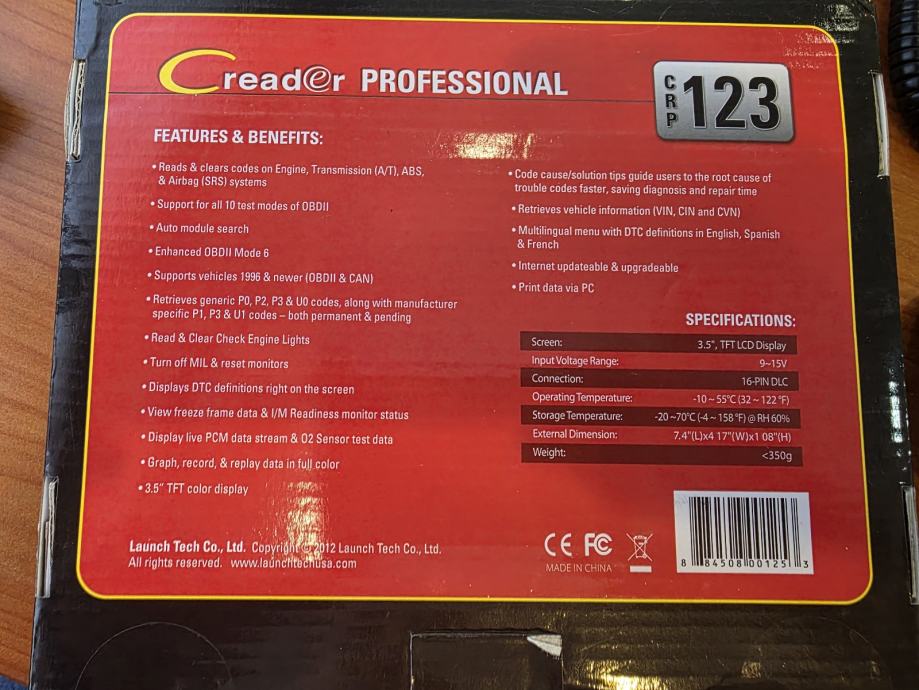 Creader PROFESSIONAL
CRP 123
FEATURES & BENEFITS:
• Reads & clears codes on Engine, Transmission (A/T), ABS,
& Airbag (SRS) systems
• Support for all 10 test modes of OBDII
• Auto module search
• Enhanced OBDII Mode 6
• Supports vehicles 1996 & newer (OBDII & CAN)
• Retrieves generic P0, P2, P3 & U0 codes, along with manufacturer
specific P1, P3 & U1 codes – both permanent & pending
• Read & Clear Check Engine Lights
• Turn off MIL & reset monitors
• Displays DTC definitions right on the screen
• View freeze frame data & I/M Readiness monitor status
• Display live PCM data stream & O2 Sensor test data
• Graph, record, & replay data in full color
• 3.5" TFT color display
• Code cause/solution tips guide users to the root cause of
trouble codes faster, saving diagnosis and repair time
• Retrieves vehicle information (VIN, CIN and CVN)
• Multilingual menu with DTC definitions in English, Spanish
& French
• Internet updateable & upgradeable
• Print data via PC
SPECIFICATIONS:
Screen: 3.5", TFT LCD Display
Input Voltage Range: 9~15V
Connection: 16-PIN DLC
Operating Temperature: -10 ~ 55°C (32 ~ 122 °F)
Storage Temperature: -20 ~70°C (-4 ~ 158 °F) @ RH 60%
External Dimension: 7.4"(L)x4 17"(W)x1 08"(H)
Weight: <350g
Launch Tech Co., Ltd. Copyright © 2012 Launch Tech Co., Ltd.
All rights reserved. www.launchtechusa.com
CE FC
MADE IN CHINA
8 84508 00125 3